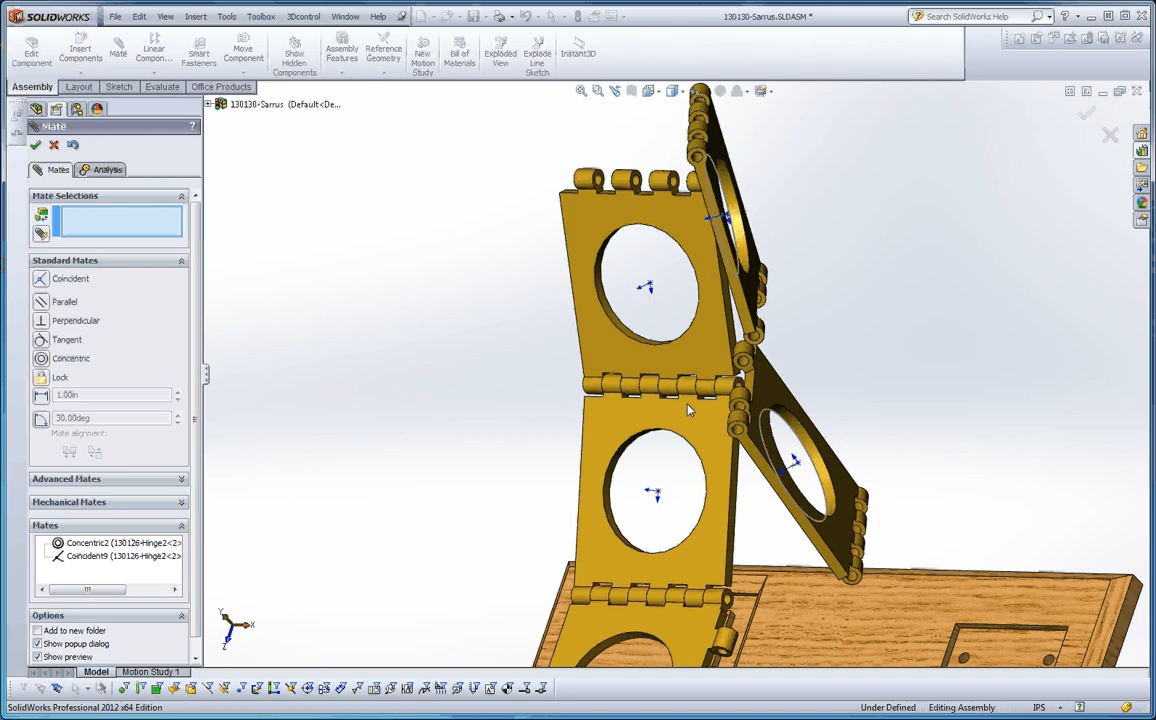 SOLIDWORKS File Edit View Insert Tools Toolbox 3Dcontrol Window Help 130130-Sarrus.SLDASM * Search SolidWorks Help
Edit Component
Insert Components
Mate
Linear Compon...
Smart Fasteners
Move Component
Show Hidden Components
Assembly Features
Reference Geometry
New Motion Study
Bill of Materials
Exploded View
Explode Line Sketch
Instant3D
Assembly Layout Sketch Evaluate Office Products
130130-Sarrus (Default<De...
Mate ?
Mates Analysis
Mate Selections
Standard Mates
Coincident
Parallel
Perpendicular
Tangent
Concentric
Lock
1.00in
30.00deg
Mate alignment:
Advanced Mates
Mechanical Mates
Mates
Concentric2 (130126-Hinge2<2>
Coincident9 (130126-Hinge2<2>
Options
Add to new folder
Show popup dialog
Show preview
Y
X
Z
Model Motion Study 1
SolidWorks Professional 2012 x64 Edition Under Defined Editing Assembly IPS